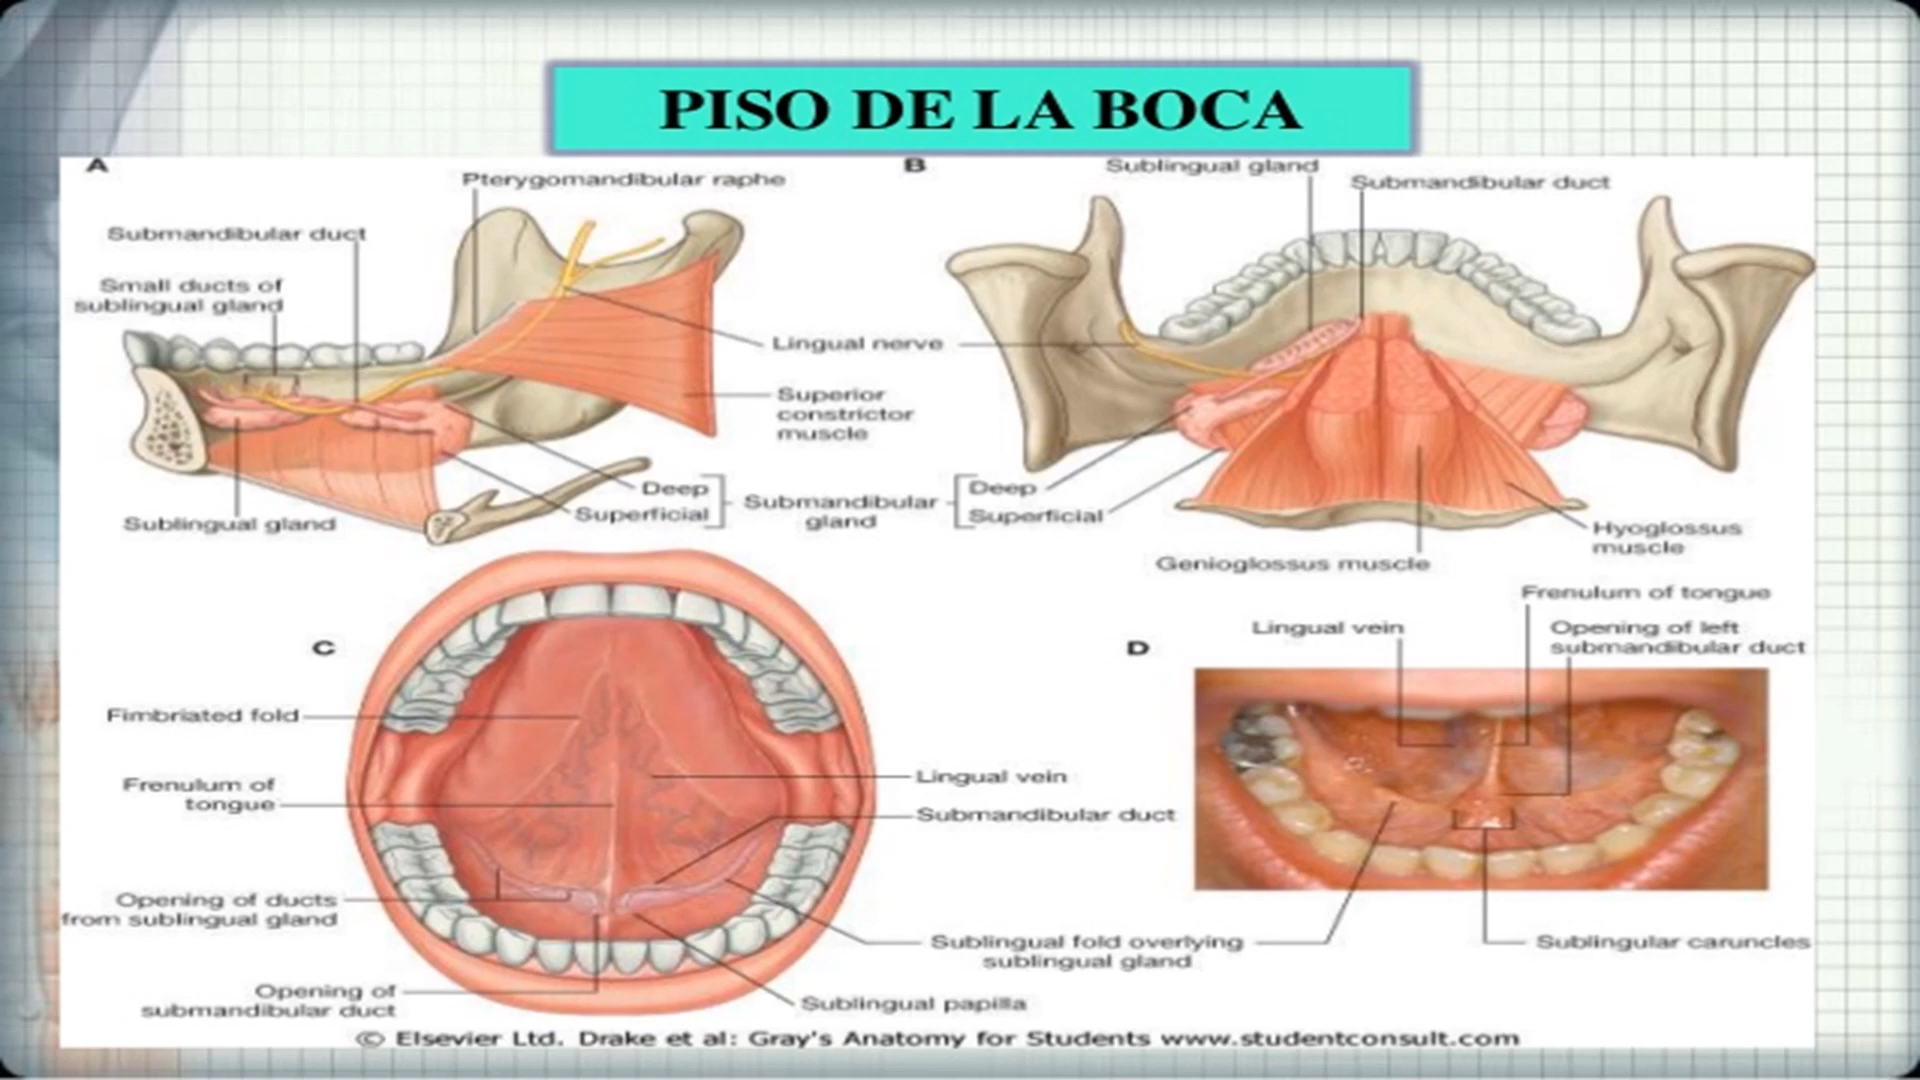 PISO DE LA BOCA
A
Pterygomandibular raphe
Submandibular duct
Small ducts of
sublingual gland
Lingual nerve
Superior
constrictor
muscle
Deep
Superficial
Submandibular
gland
Sublingual gland
B
Sublingual gland
Submandibular duct
Deep
Superficial
Hyoglossus
muscle
Genioglossus muscle
C
Fimbriated fold
Frenulum of
tongue
Opening of ducts
from sublingual gland
Opening of
submandibular duct
Lingual vein
Submandibular duct
Sublingual fold overlying
sublingual gland
Sublingual papilla
D
Frenulum of tongue
Lingual vein
Opening of left
submandibular duct
Sublingular caruncles
© Elsevier Ltd. Drake et al: Gray's Anatomy for Students www.studentconsult.com